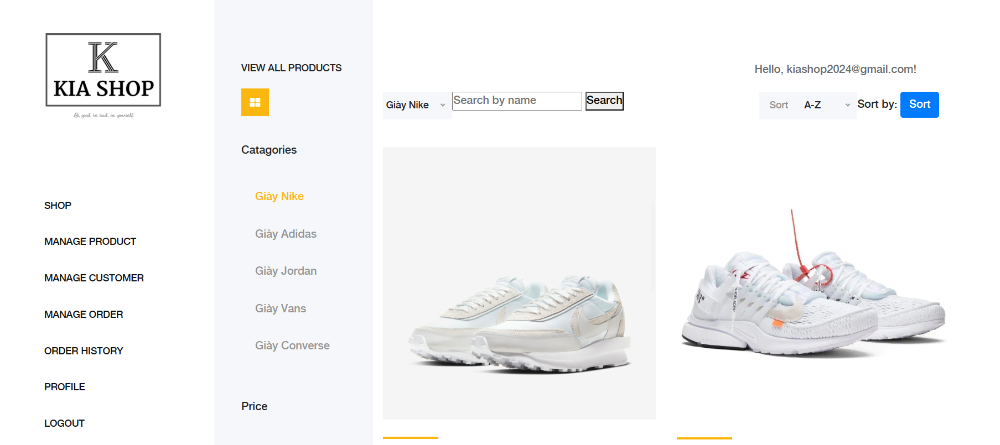 K
KIA SHOP
Be good, be bad, be yourself
SHOP
MANAGE PRODUCT
MANAGE CUSTOMER
MANAGE ORDER
ORDER HISTORY
PROFILE
LOGOUT
VIEW ALL PRODUCTS
Catagories
Giày Nike
Giày Adidas
Giày Jordan
Giày Vans
Giày Converse
Price
Hello, kiashop2024@gmail.com!
Giày Nike Search by name Search
Sort A-Z Sort by: Sort
"SHOELACES"